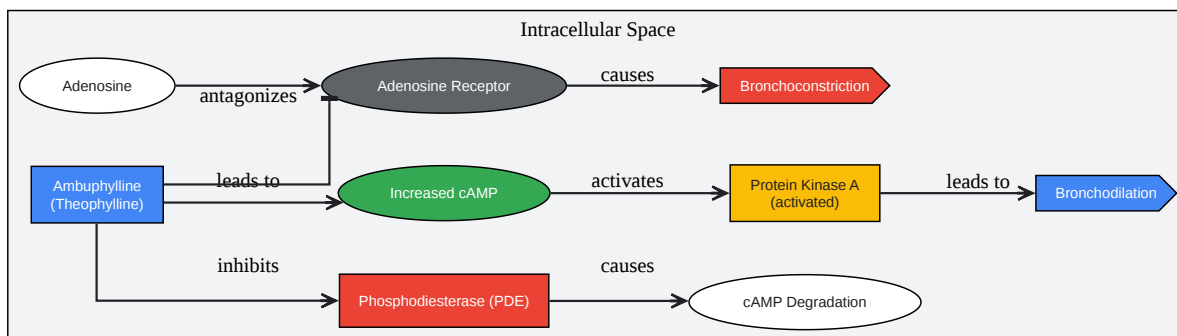 Intracellular Space
Adenosine
antagonizes
Adenosine Receptor
causes
Bronchoconstriction
Ambuphylline
(Theophylline)
leads to
Increased cAMP
activates
Protein Kinase A
(activated)
leads to
Bronchodilation
inhibits
Phosphodiesterase (PDE)
causes
cAMP Degradation